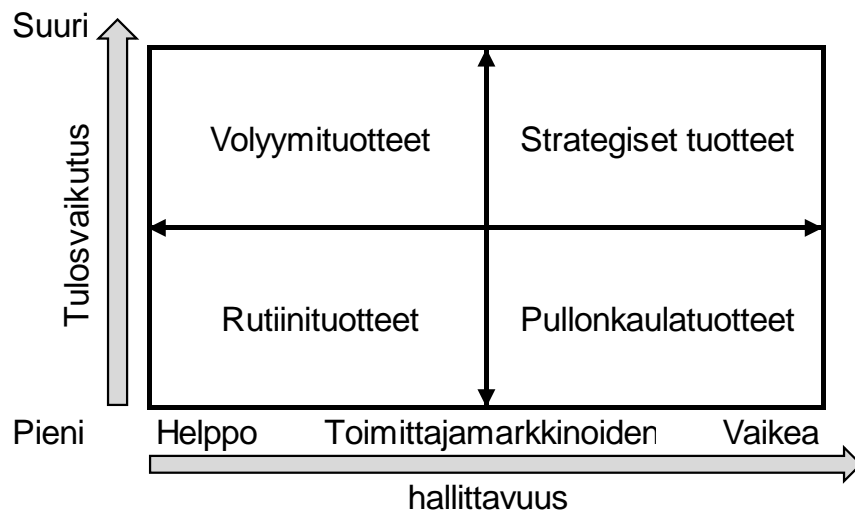 Suuri
Volyymituotteet Strategiset tuotteet
Tulosvaikutus
Rutiinituotteet Pullonkaulatuotteet
Pieni Helppo Toimittajamarkkinoiden Vaikea
hallittavuus